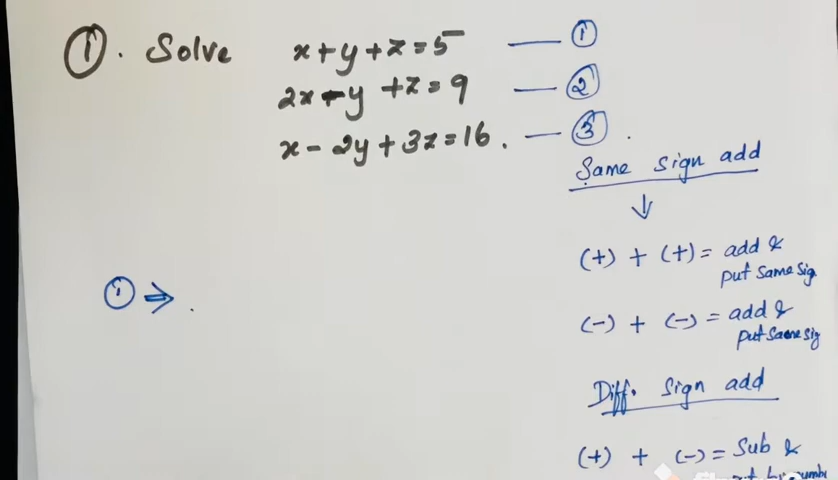 ①. Solve x+y+z=5 —— ①
2x-y +z=9 —— ②
x-2y+3z=16. —— ③.
Same sign add
↓
(+) + (+) = add &
put same sig
① ⇒ .
(-) + (-) = add &
put same sig
Diff. sign add
(+) + (-) = Sub &